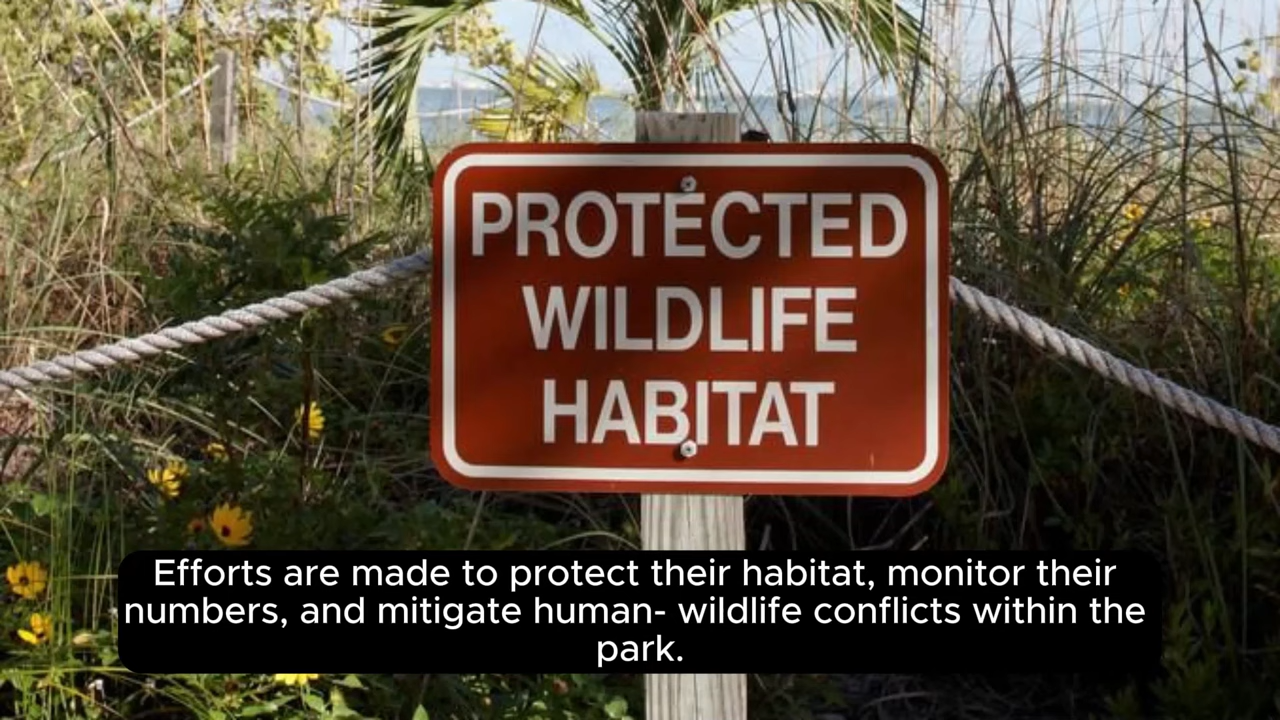 PROTECTED
WILDLIFE
HABITAT
Efforts are made to protect their habitat, monitor their
numbers, and mitigate human- wildlife conflicts within the
park.